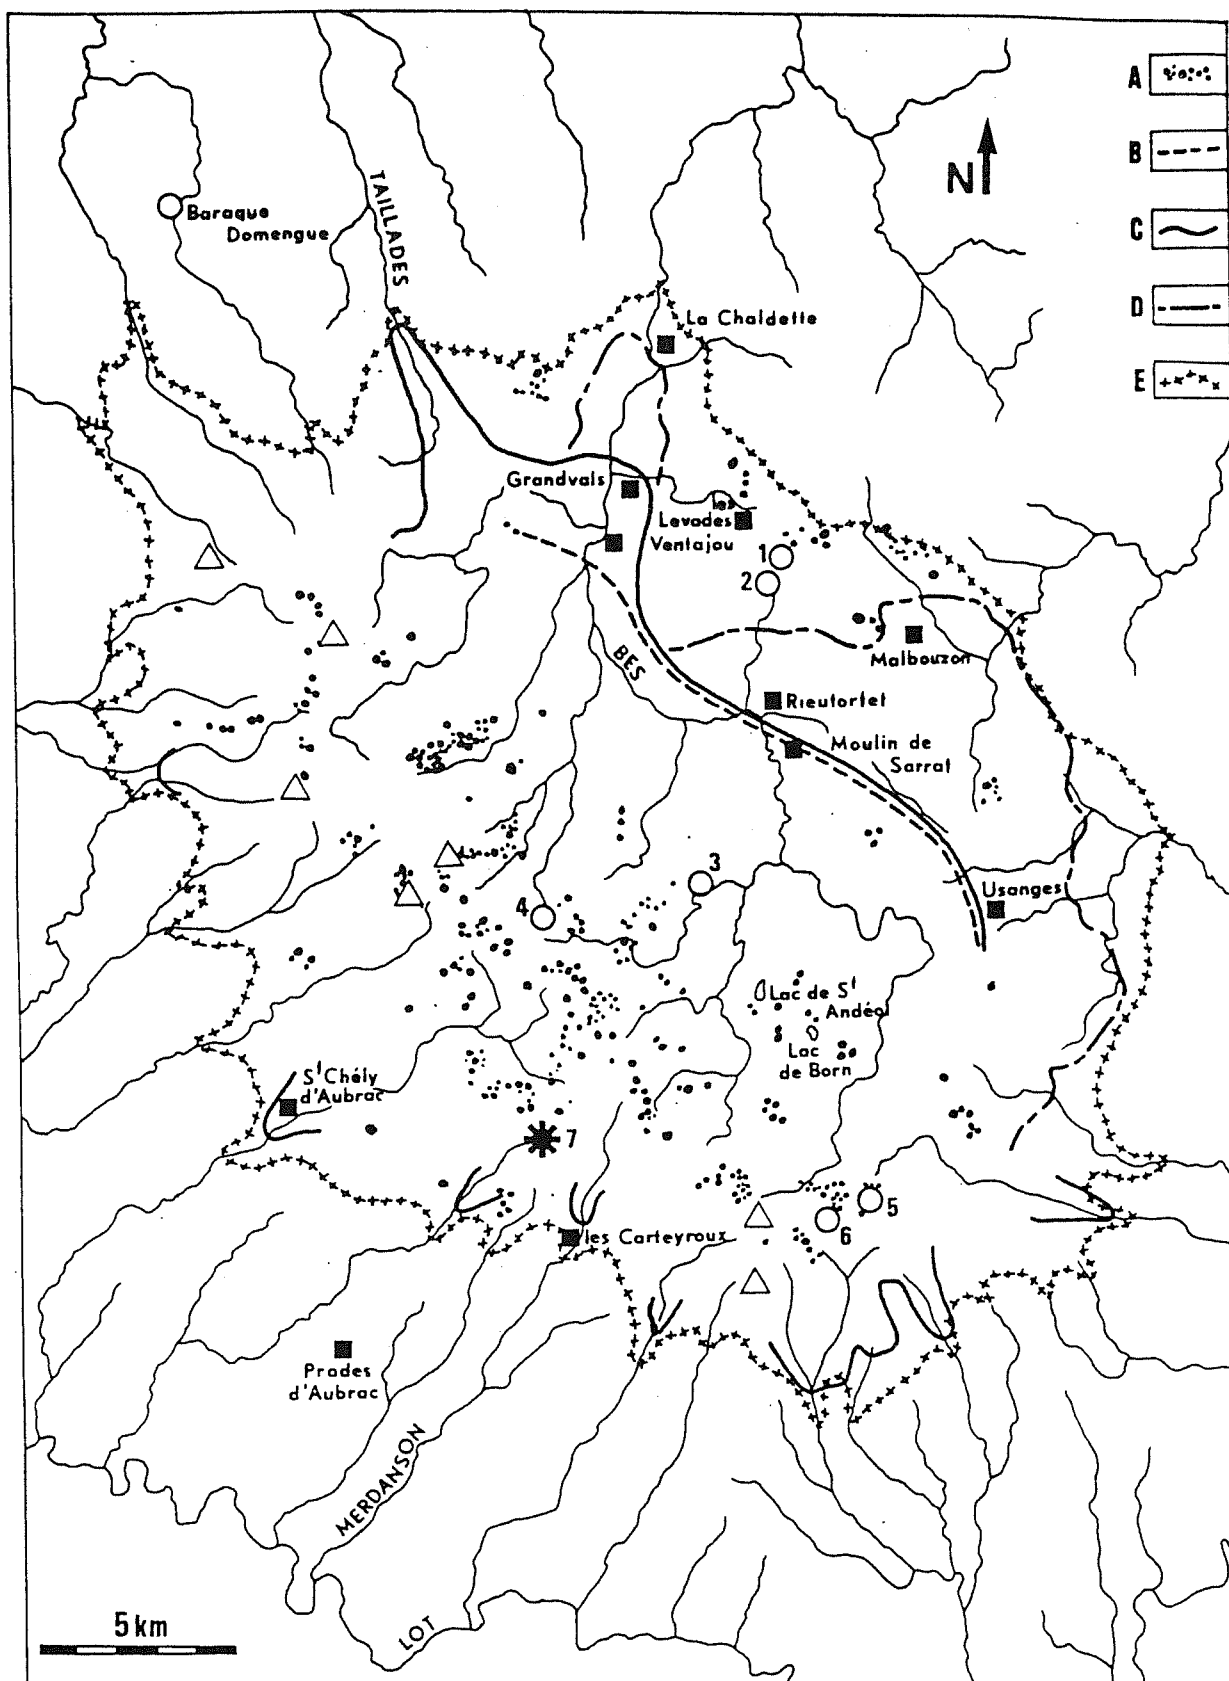 A
B
N
C
D
E
TAILLADES
Baraque
Domengue
La Chaldette
Grandvals
les
Levades
Ventajou
1
2
BES
Malbouzon
Rieutortet
Moulin de
Sarrat
3
4
Usanges
Lac de St
Andéol
Lac
de Born
St Chély
d'Aubrac
7
5
6
les Carteyroux
Prades
d'Aubrac
MERDANSON
LOT
5 km